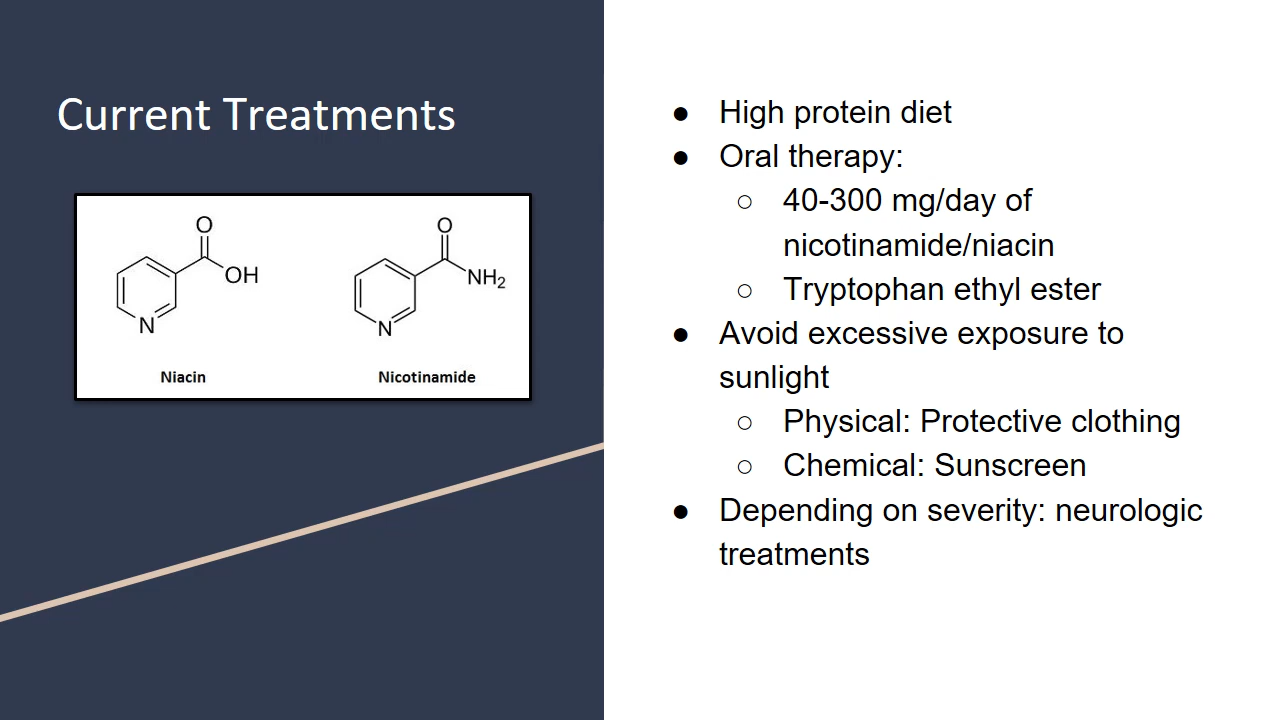 Current Treatments
O
OH
N
Niacin
O
NH₂
N
Nicotinamide
● High protein diet
● Oral therapy:
○ 40-300 mg/day of
nicotinamide/niacin
○ Tryptophan ethyl ester
● Avoid excessive exposure to
sunlight
○ Physical: Protective clothing
○ Chemical: Sunscreen
● Depending on severity: neurologic
treatments